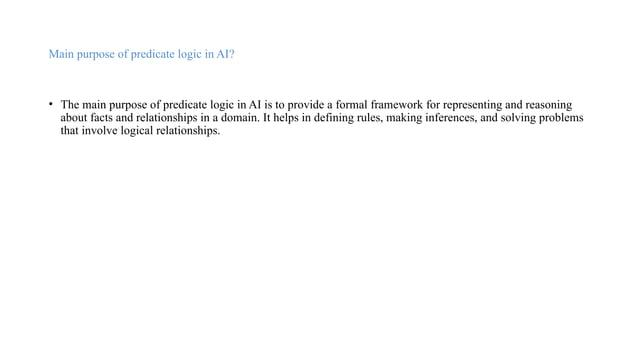 Main purpose of predicate logic in AI?
• The main purpose of predicate logic in AI is to provide a formal framework for representing and reasoning
about facts and relationships in a domain. It helps in defining rules, making inferences, and solving problems
that involve logical relationships.